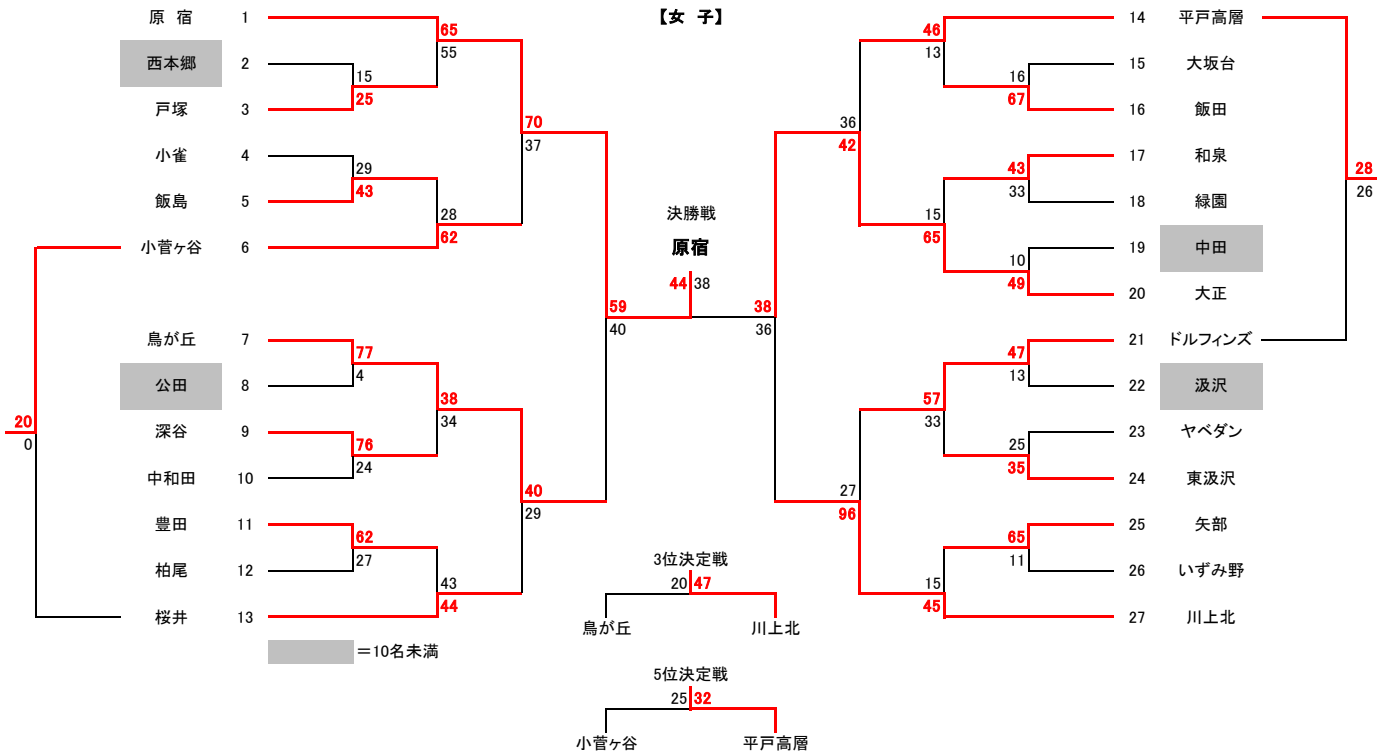 【女 子】
原 宿 1
西本郷 2
戸塚 3
小雀 4
飯島 5
小菅ヶ谷 6
鳥が丘 7
公田 8
深谷 9
中和田 10
豊田 11
柏尾 12
桜井 13
＝10名未満
65
55
15
25
29
43
28
62
70
37
77
4
76
24
38
34
62
27
43
44
40
29
59
40
20
0
決勝戦
原宿
44 38
3位決定戦
20 47
鳥が丘 川上北
5位決定戦
25 32
小菅ヶ谷 平戸高層
38
36
36
42
27
96
46
13
16
67
43
33
15
65
10
49
47
13
57
33
25
35
65
11
15
45
14 平戸高層
15 大坂台
16 飯田
17 和泉
18 緑園
19 中田
20 大正
21 ドルフィンズ
22 汲沢
23 ヤベダン
24 東汲沢
25 矢部
26 いずみ野
27 川上北
28
26